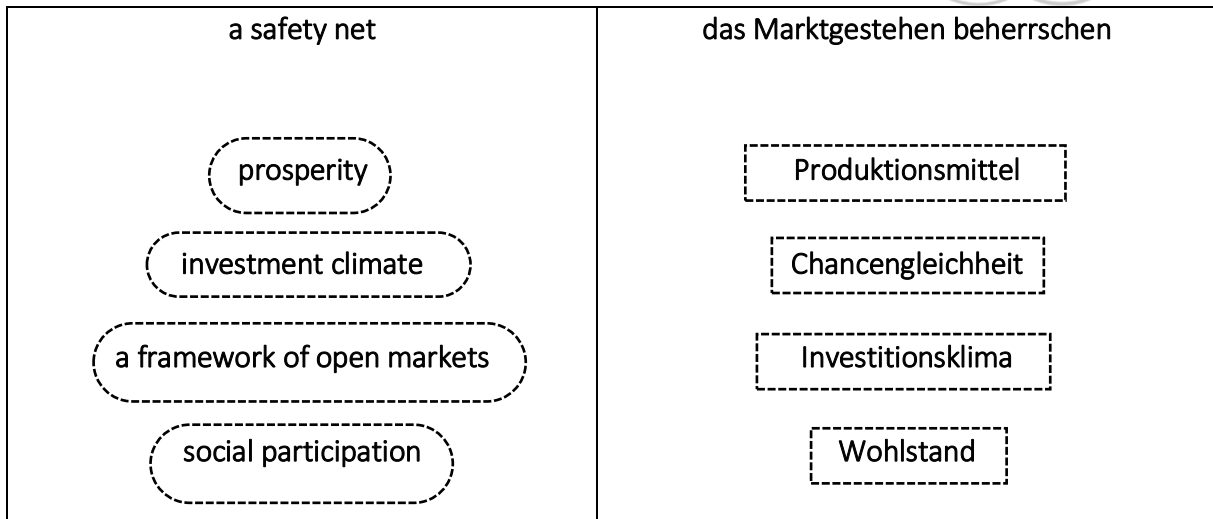 a safety net
das Marktgestehen beherrschen
prosperity
Produktionsmittel
investment climate
Chancengleichheit
a framework of open markets
Investitionsklima
social participation
Wohlstand